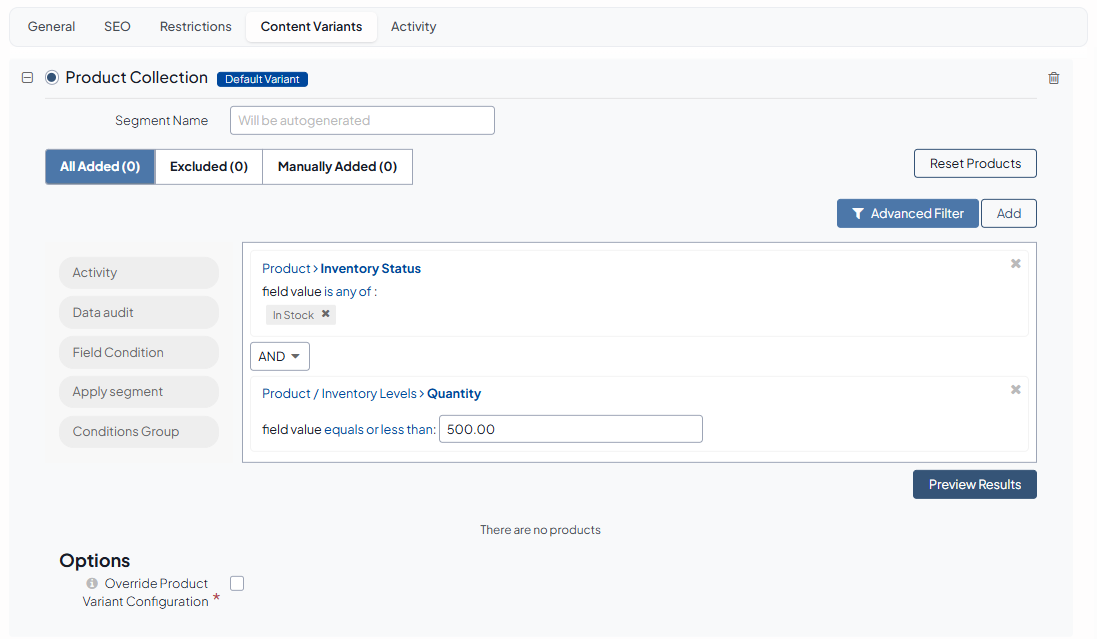 General SEO Restrictions Content Variants Activity
Product Collection Default Variant
Segment Name Will be autogenerated
All Added (0) Excluded (0) Manually Added (0) Reset Products
Advanced Filter Add
Activity
Data audit
Field Condition
Apply segment
Conditions Group
Product › Inventory Status
field value is any of :
In Stock ✖
AND
Product / Inventory Levels › Quantity
field value equals or less than: 500.00
Preview Results
There are no products
Options
Override Product
Variant Configuration *